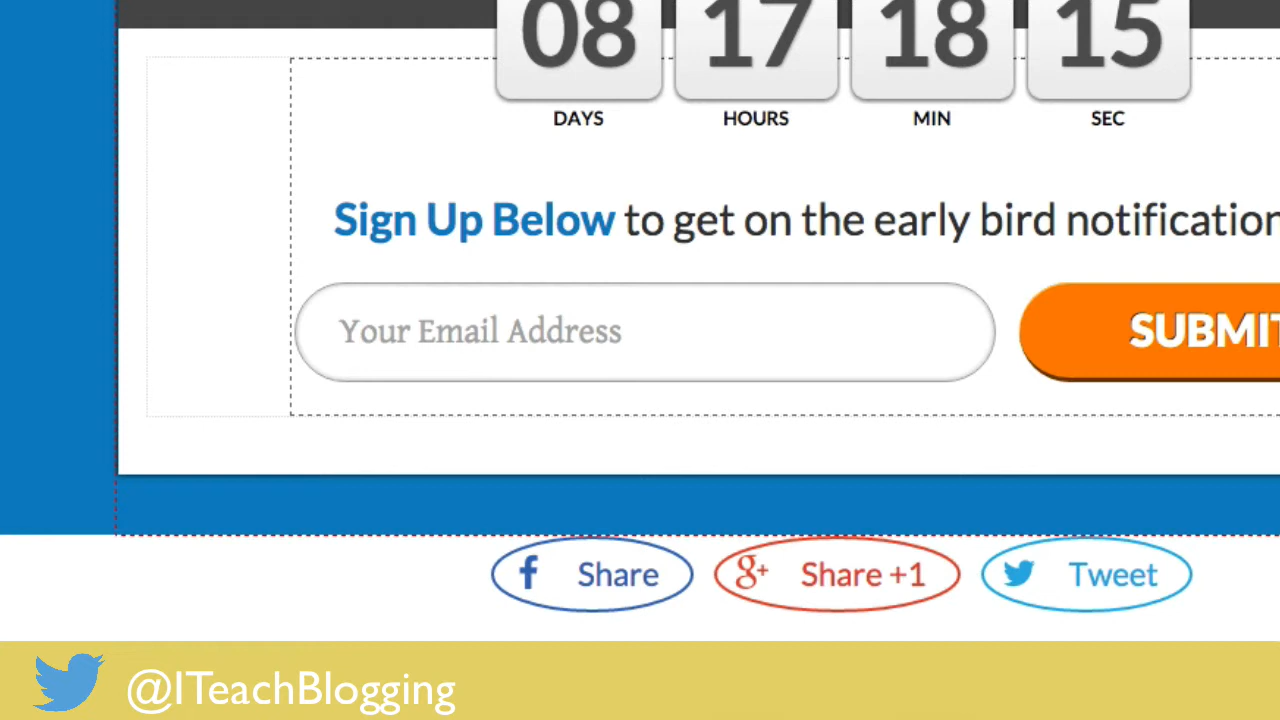 08 17 18 15
DAYS HOURS MIN SEC
Sign Up Below to get on the early bird notification
Your Email Address
SUBMIT
Share Share +1 Tweet
@ITeachBlogging